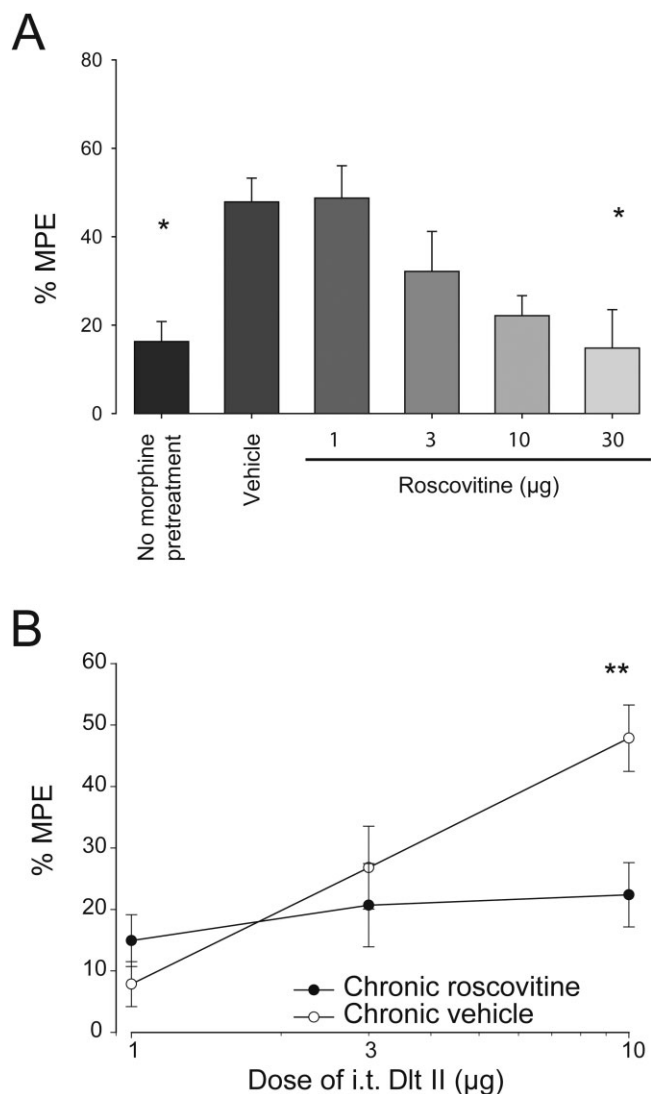 A
80
60
40
20
0
% MPE
*
*
No morphine
pretreatment
Vehicle
1 3 10 30
Roscovitine (µg)
B
60
50
40
30
20
10
0
% MPE
**
Chronic roscovitine
Chronic vehicle
1 3 10
Dose of i.t. Dlt II (µg)